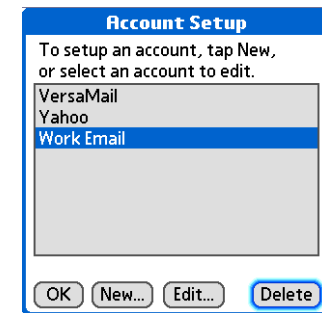 Account Setup
To setup an account, tap New,
or select an account to edit.
VersaMail
Yahoo
Work Email
OK New... Edit... Delete